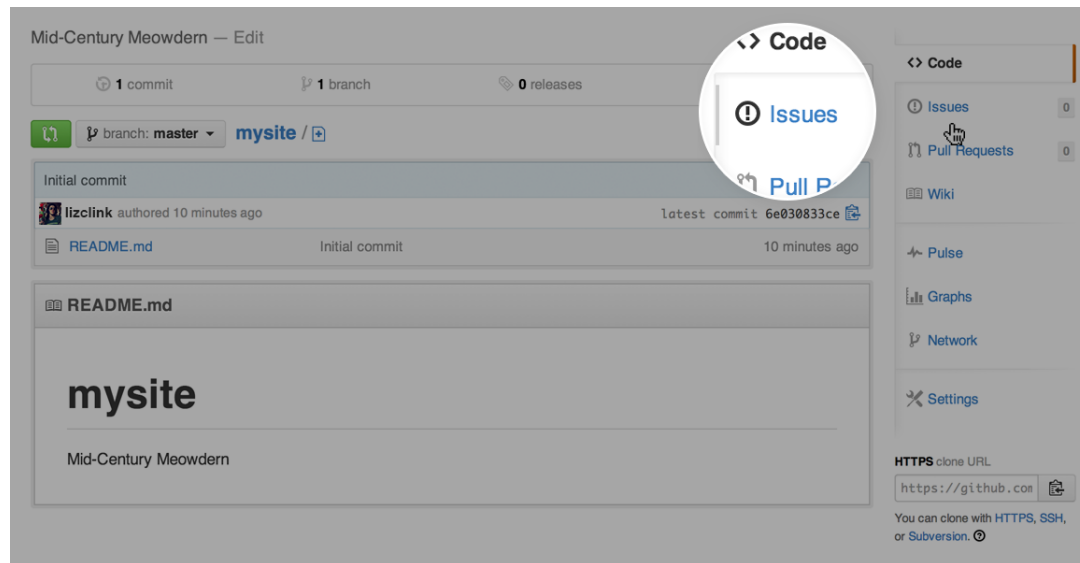 Mid-Century Meowdern — Edit
1 commit
1 branch
0 releases
branch: master
mysite /
Initial commit
lizclink authored 10 minutes ago
latest commit 6e030833ce
README.md Initial commit 10 minutes ago
README.md
mysite
Mid-Century Meowdern
Code
Issues
Pull
Code
Issues 0
Pull Requests 0
Wiki
Pulse
Graphs
Network
Settings
HTTPS clone URL
https://github.com
You can clone with HTTPS, SSH,
or Subversion.